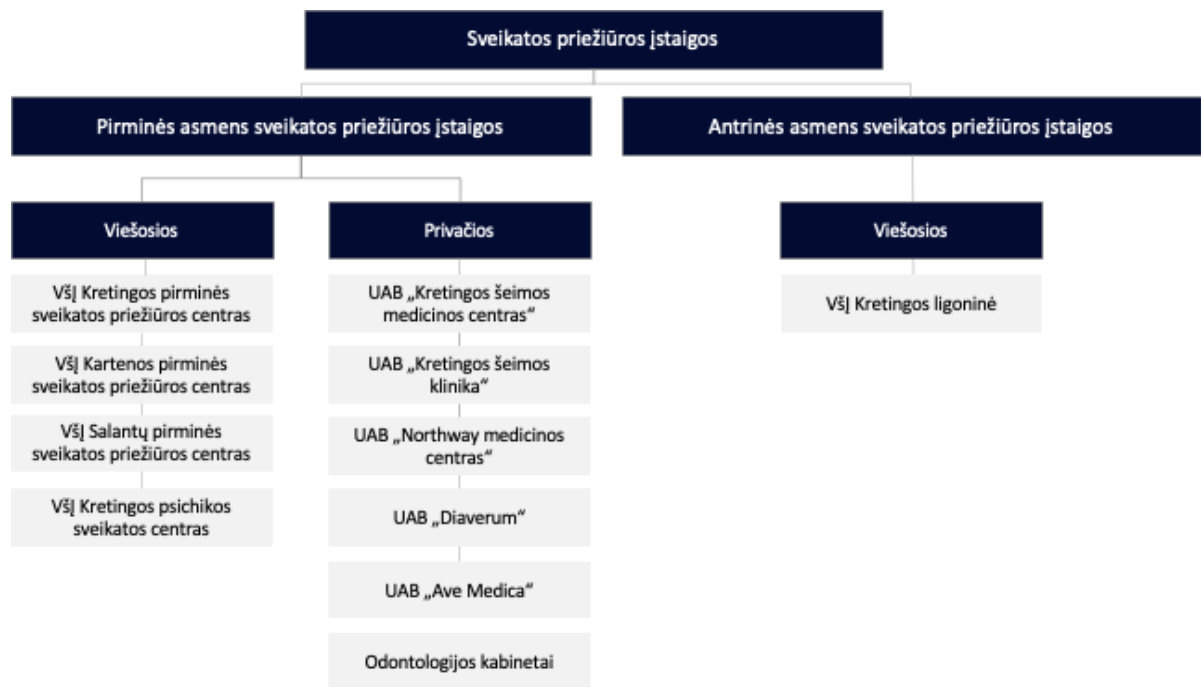 Sveikatos priežiūros įstaigos
Pirminės asmens sveikatos priežiūros įstaigos
Antrinės asmens sveikatos priežiūros įstaigos
Viešosios
Privačios
Viešosios
VšĮ Kretingos pirminės
sveikatos priežiūros centras
VšĮ Kartenos pirminės
sveikatos priežiūros centras
VšĮ Salantų pirminės
sveikatos priežiūros centras
VšĮ Kretingos psichikos
sveikatos centras
UAB „Kretingos šeimos
medicinos centras“
UAB „Kretingos šeimos
klinika“
UAB „Northway medicinos
centras“
UAB „Diaverum“
UAB „Ave Medica“
Odontologijos kabinetai
VšĮ Kretingos ligoninė